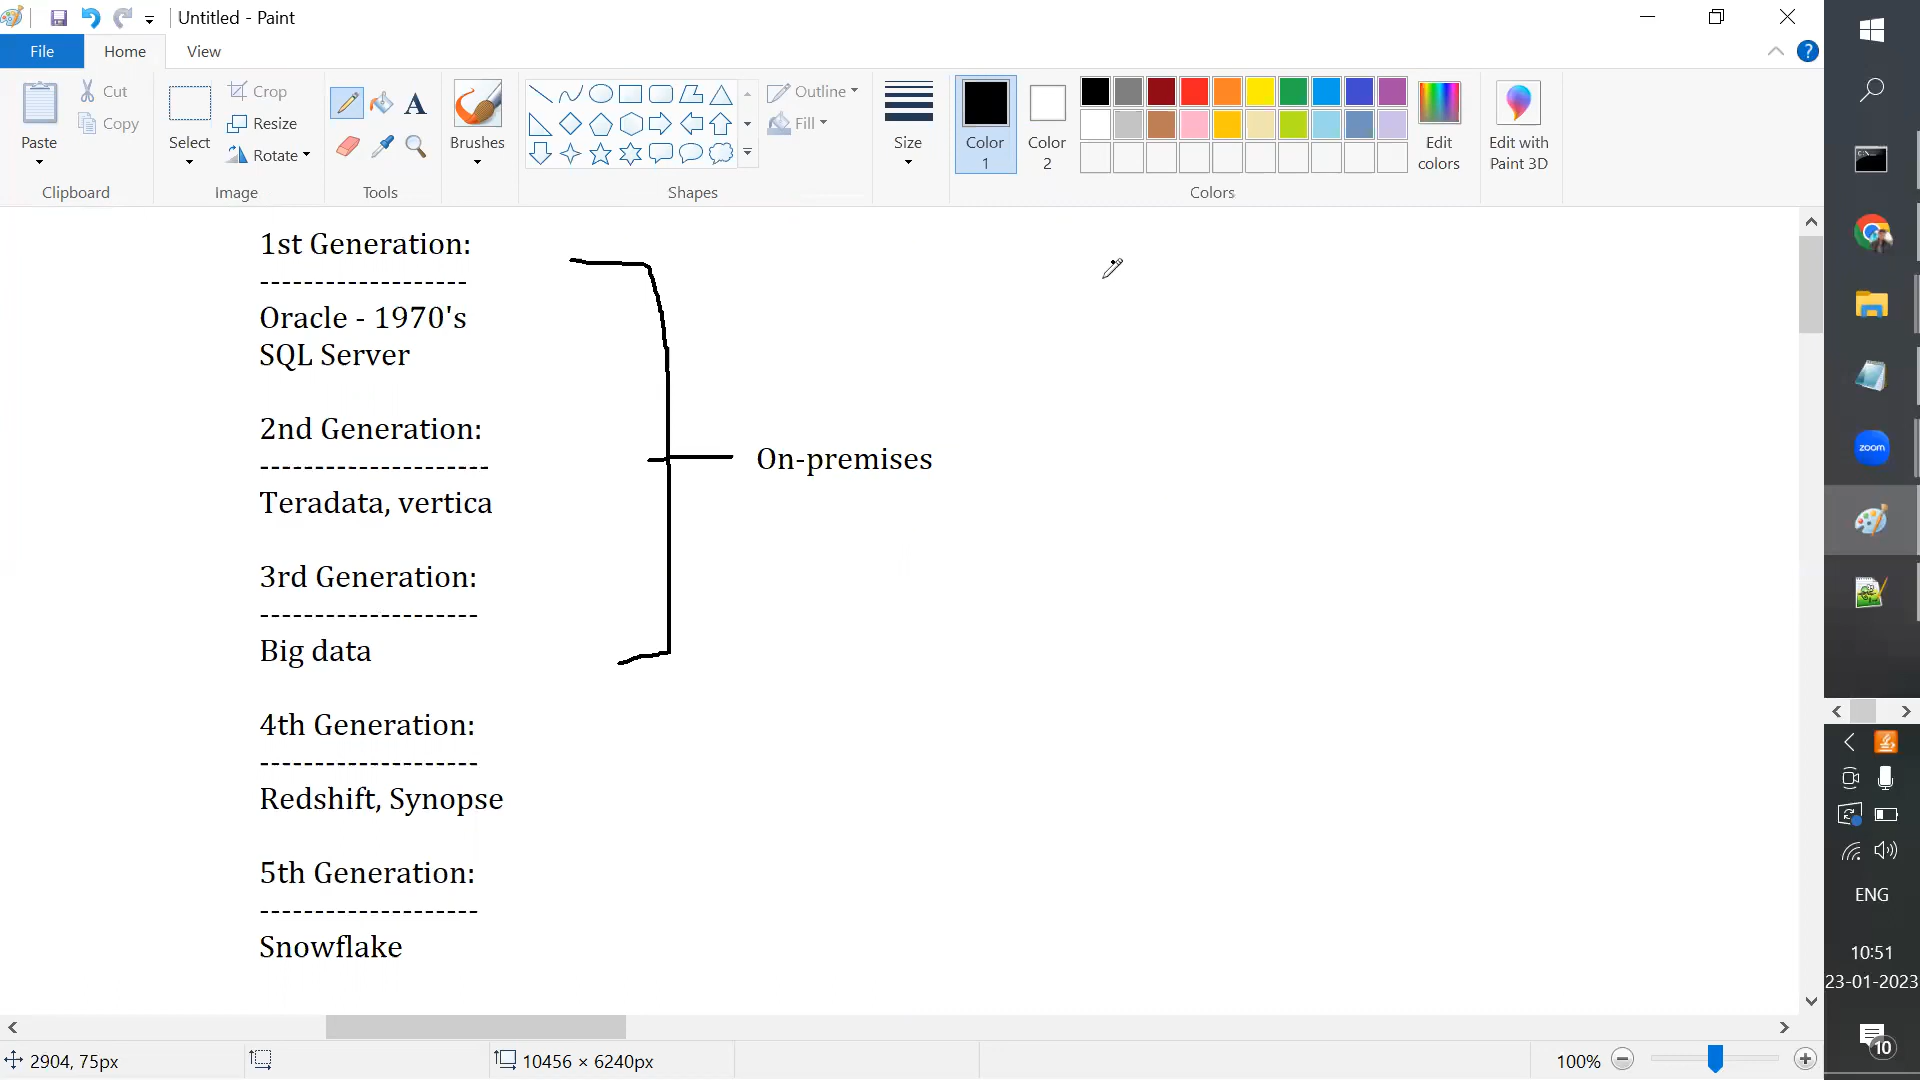 Untitled - Paint
File
Home
View
Paste
Cut
Copy
Clipboard
Select
Crop
Resize
Rotate
Image
A
Tools
Brushes
Shapes
Outline
Fill
Size
Color 1
Color 2
Edit colors
Colors
Edit with Paint 3D
1st Generation:
-------------------
Oracle - 1970's
SQL Server
2nd Generation:
---------------------
Teradata, vertica
On-premises
3rd Generation:
--------------------
Big data
4th Generation:
--------------------
Redshift, Synopse
5th Generation:
--------------------
Snowflake
2904, 75px
10456 × 6240px
100%
zoom
ENG
10:51
23-01-2023
10